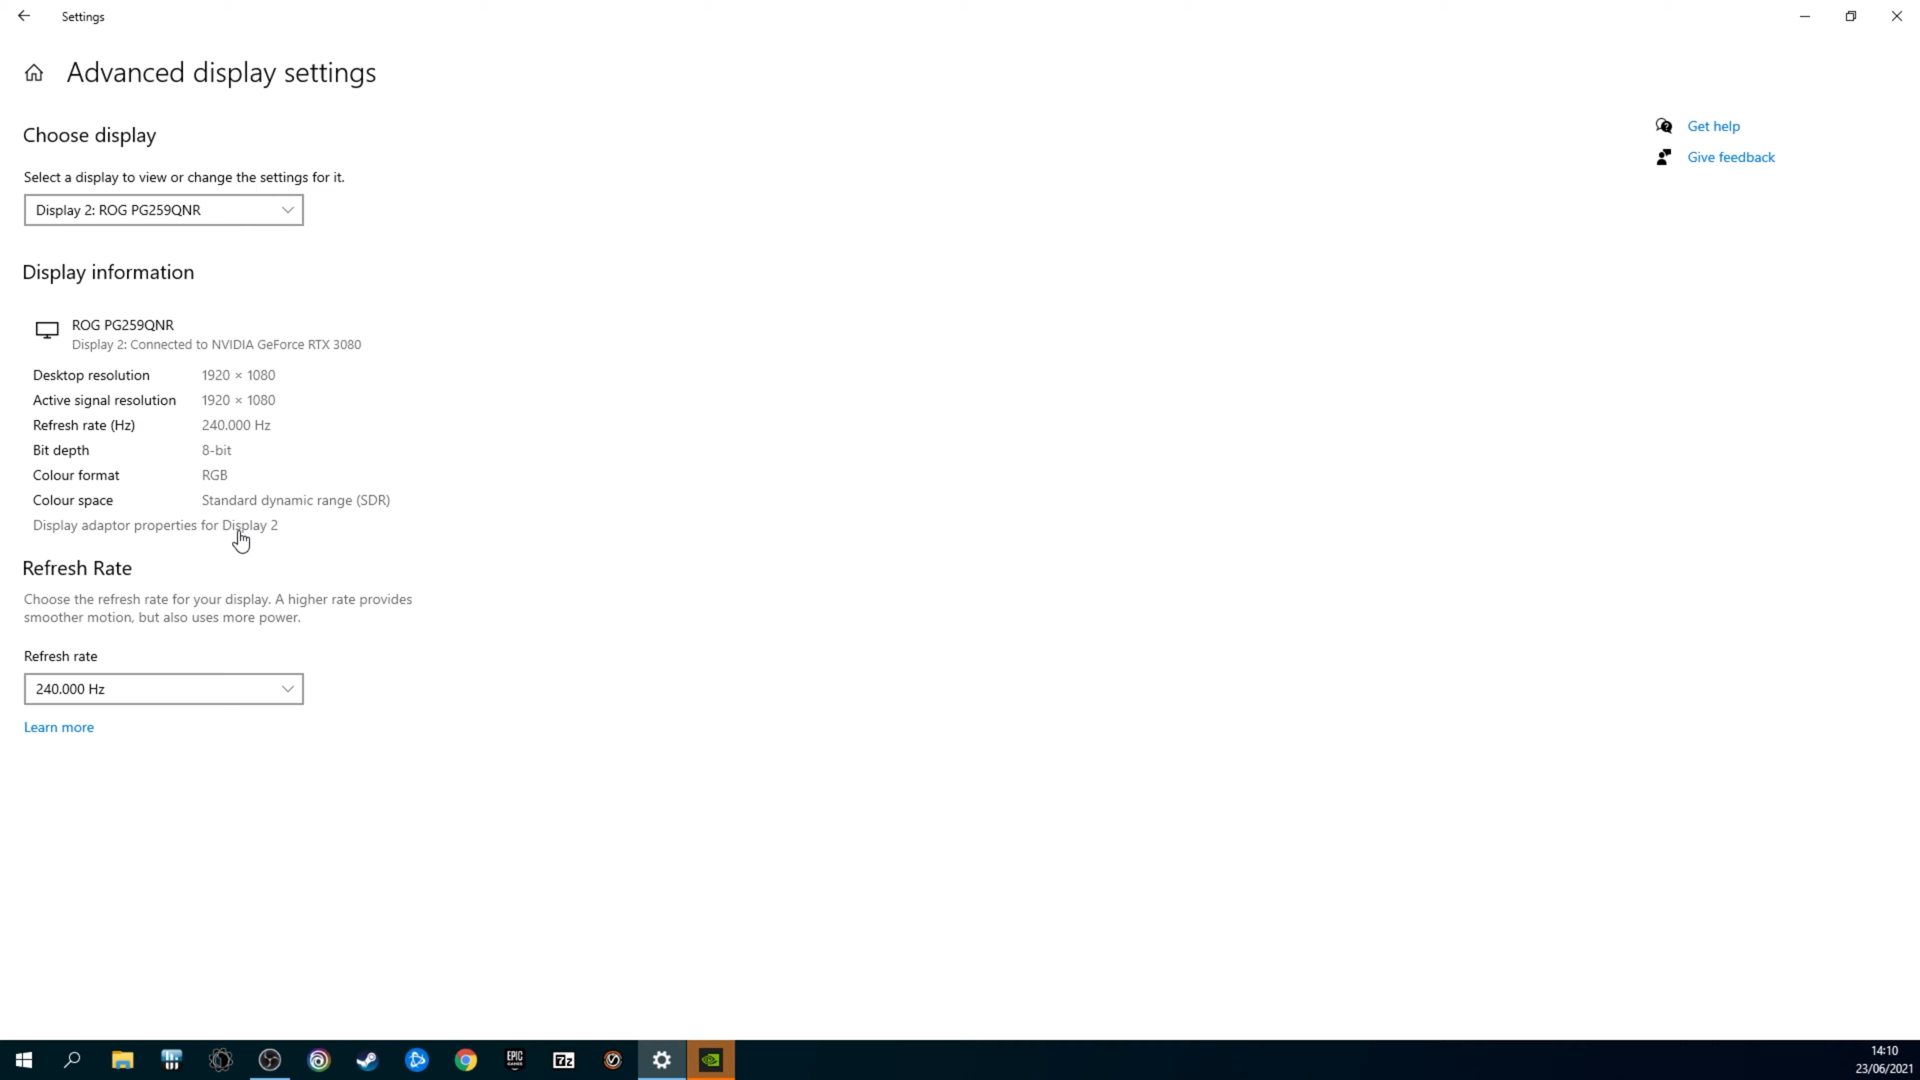 Settings
Advanced display settings
Choose display
Select a display to view or change the settings for it.
Display 2: ROG PG259QNR
Display information
ROG PG259QNR
Display 2: Connected to NVIDIA GeForce RTX 3080
Desktop resolution 1920 × 1080
Active signal resolution 1920 × 1080
Refresh rate (Hz) 240.000 Hz
Bit depth 8-bit
Colour format RGB
Colour space Standard dynamic range (SDR)
Display adaptor properties for Display 2
Refresh Rate
Choose the refresh rate for your display. A higher rate provides
smoother motion, but also uses more power.
Refresh rate
240.000 Hz
Learn more
Get help
Give feedback
EPIC
GAMES
7z
14:10
23/06/2021